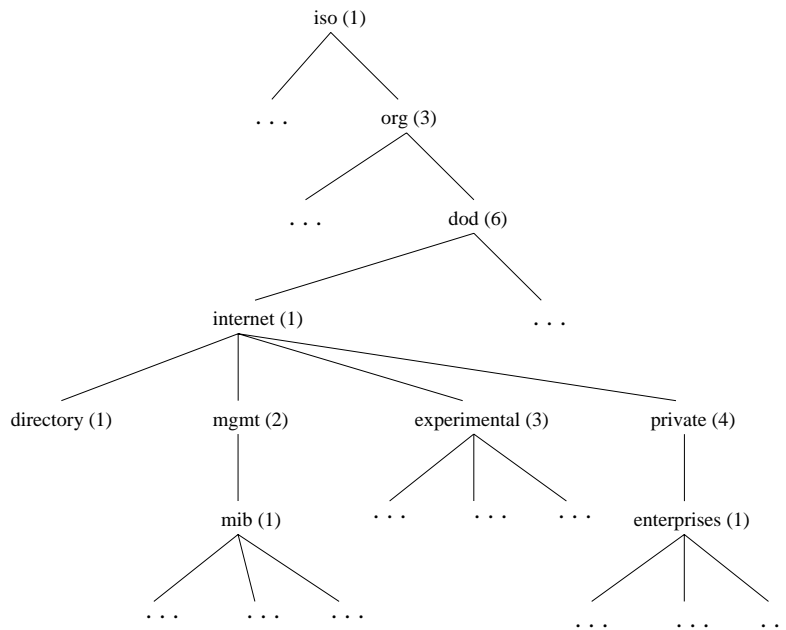 iso (1)
. . .
org (3)
. . .
dod (6)
internet (1)
. . .
directory (1)
mgmt (2)
experimental (3)
private (4)
mib (1)
. . .
. . .
. . .
enterprises (1)
. . .
. . .
. . .
. . .
. . .
. .